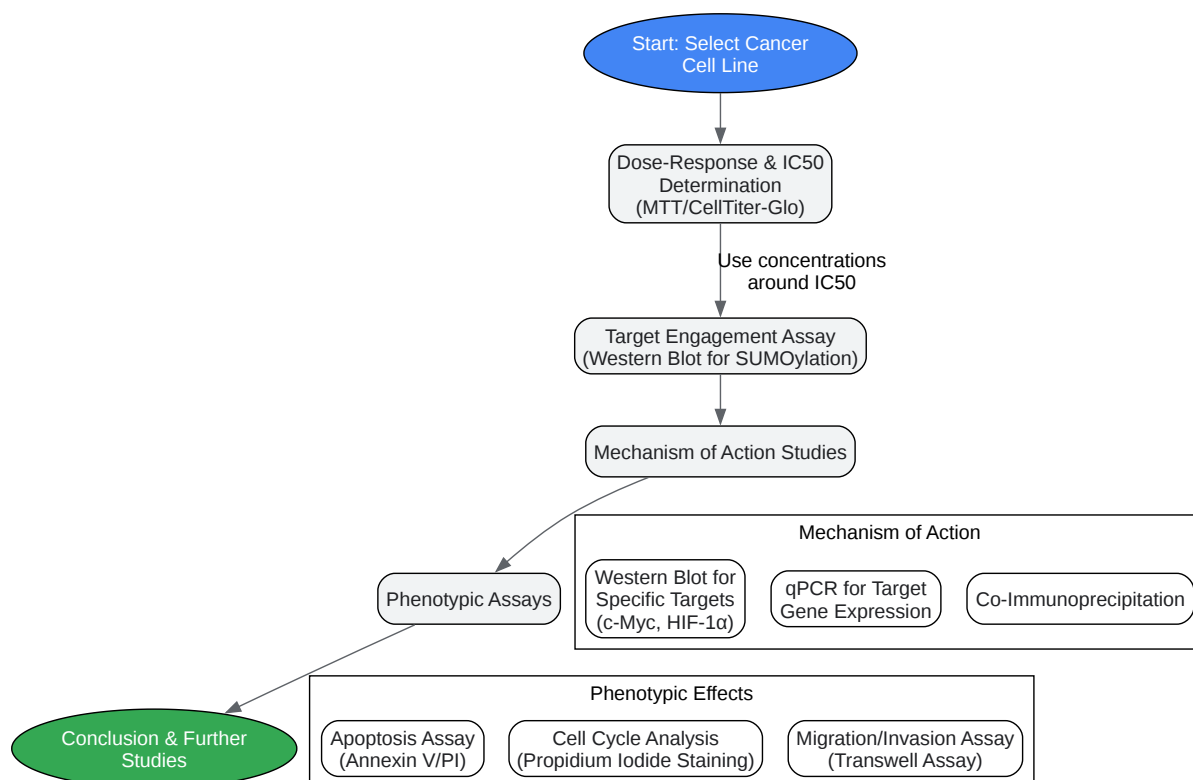 Start: Select Cancer
Cell Line
Dose-Response & IC50
Determination
(MTT/CellTiter-Glo)
Use concentrations
around IC50
Target Engagement Assay
(Western Blot for SUMOylation)
Mechanism of Action Studies
Mechanism of Action
Western Blot for
Specific Targets
(c-Myc, HIF-1α)
qPCR for Target
Gene Expression
Co-Immunoprecipitation
Phenotypic Assays
Phenotypic Effects
Apoptosis Assay
(Annexin V/PI)
Cell Cycle Analysis
(Propidium Iodide Staining)
Migration/Invasion Assay
(Transwell Assay)
Conclusion & Further
Studies